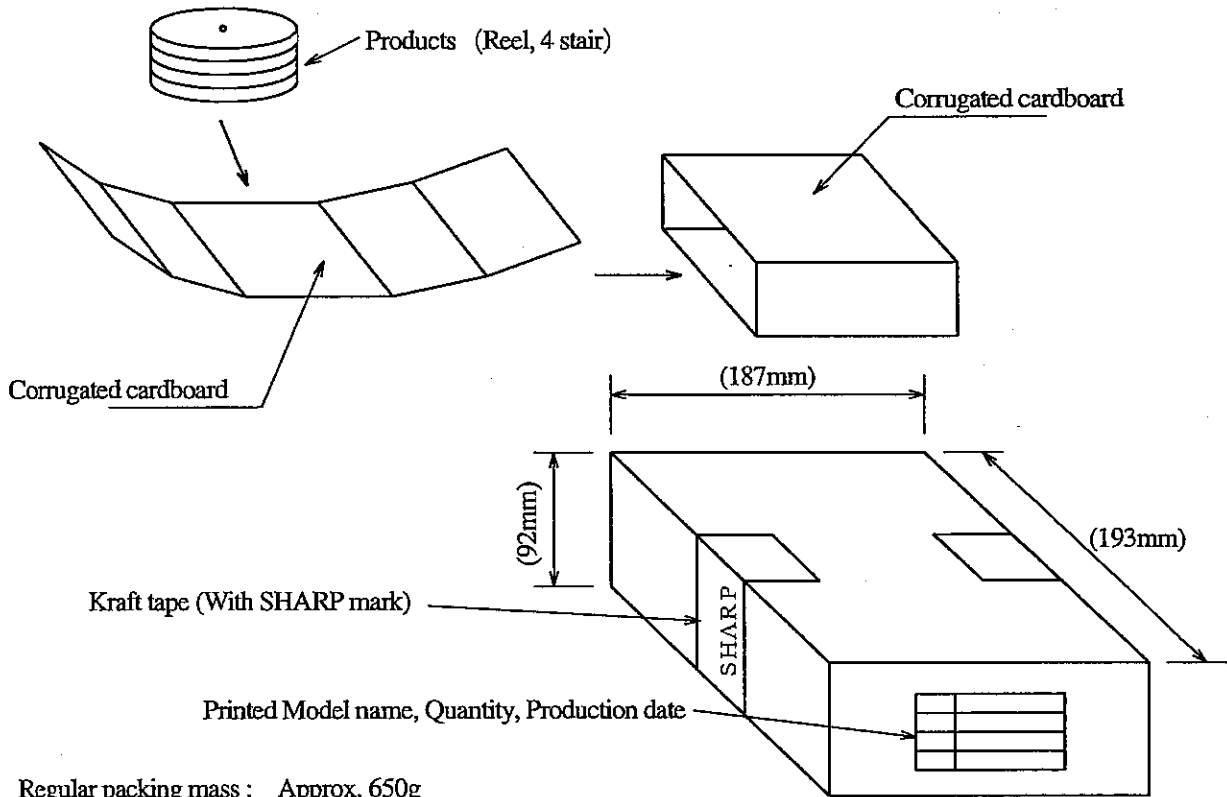 Products (Reel, 4 stair)
Corrugated cardboard
Corrugated cardboard
(187mm)
(92mm)
(193mm)
Kraft tape (With SHARP mark)
SHARP
Printed Model name, Quantity, Production date
Regular packing mass : Approx. 650g